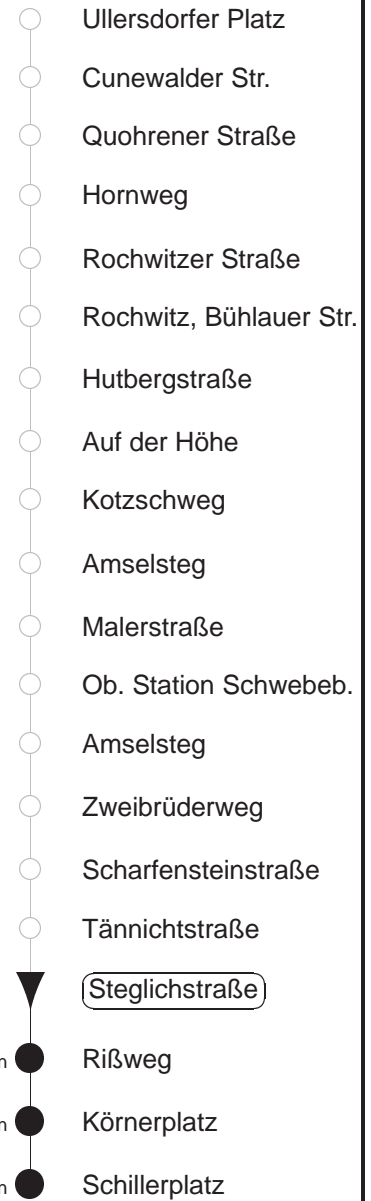 Ullersdorfer Platz
Cunewalder Str.
Quohrener Straße
Hornweg
Rochwitzer Straße
Rochwitz, Bühlauer Str.
Hutbergstraße
Auf der Höhe
Kotzschweg
Amselsteg
Malerstraße
Ob. Station Schwebeb.
Amselsteg
Zweibrüderweg
Scharfensteinstraße
Tännichtstraße
Steglichstraße
Rißweg
Körnerplatz
Schillerplatz